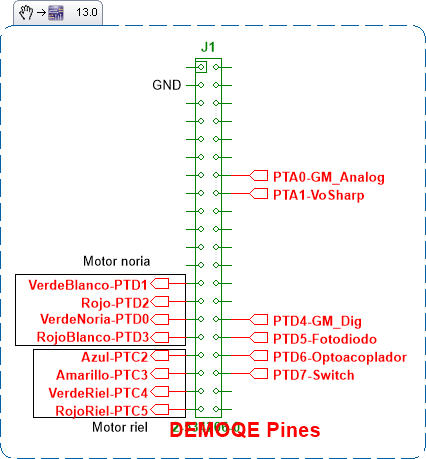 13.0
J1
GND
PTA0-GM_Analog
PTA1-VoSharp
Motor noria
VerdeBlanco-PTD1
Rojo-PTD2
VerdeNoria-PTD0
PTD4-GM_Dig
RojoBlanco-PTD3
PTD5-Fotodiodo
Azul-PTC2
PTD6-Optoacoplador
Amarillo-PTC3
PTD7-Switch
VerdeRiel-PTC4
RojoRiel-PTC5
Motor riel
DEMOQE Pines